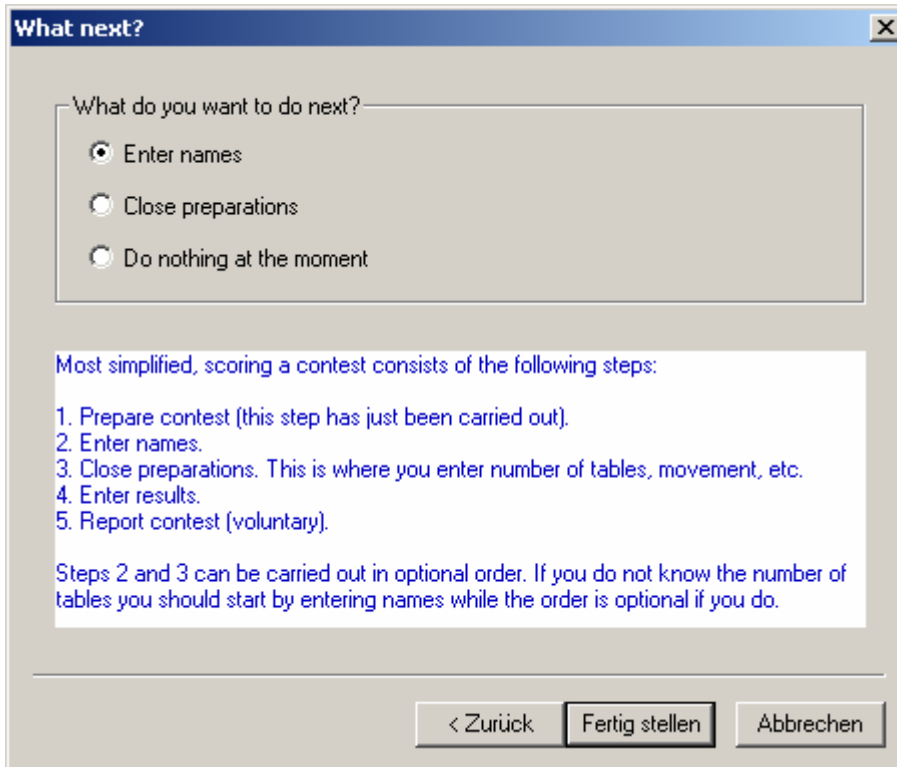 What next?
What do you want to do next?
Enter names
Close preparations
Do nothing at the moment
Most simplified, scoring a contest consists of the following steps:
1. Prepare contest (this step has just been carried out).
2. Enter names.
3. Close preparations. This is where you enter number of tables, movement, etc.
4. Enter results.
5. Report contest (voluntary).
Steps 2 and 3 can be carried out in optional order. If you do not know the number of
tables you should start by entering names while the order is optional if you do.
< Zurück Fertig stellen Abbrechen